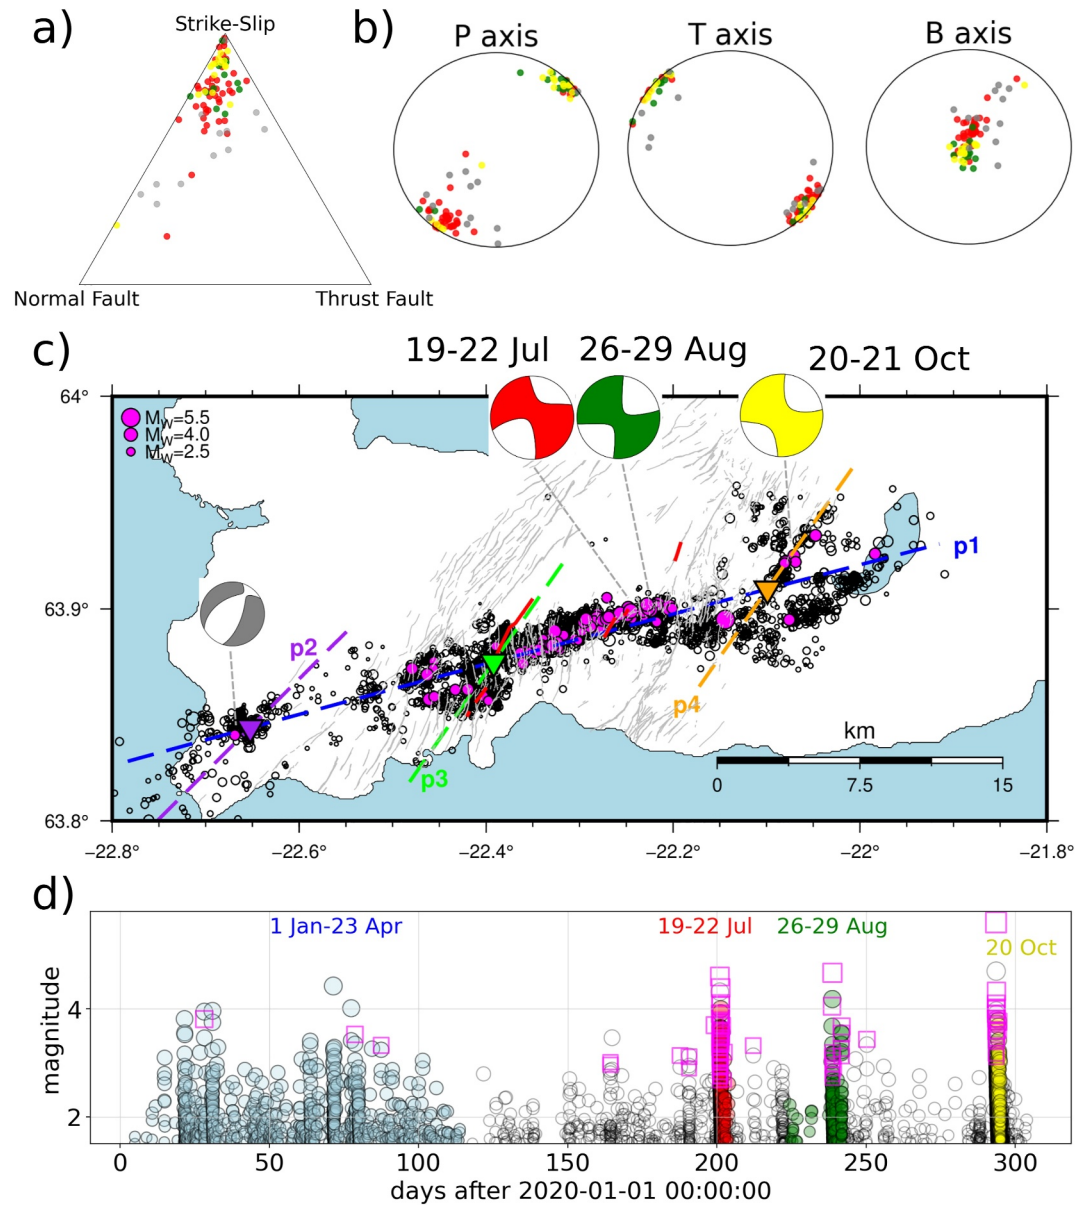 a)
Strike-Slip
Normal Fault
Thrust Fault
b)
P axis
T axis
B axis
c)
19-22 Jul
26-29 Aug
20-21 Oct
64°
63.9°
63.8°
Mw=5.5
Mw=4.0
Mw=2.5
p1
p2
p3
p4
km
0 7.5 15
−22.8° −22.6° −22.4° −22.2° −22° −21.8°
d)
1 Jan-23 Apr
19-22 Jul
26-29 Aug
20 Oct
magnitude
4
2
0 50 100 150 200 250 300
days after 2020-01-01 00:00:00